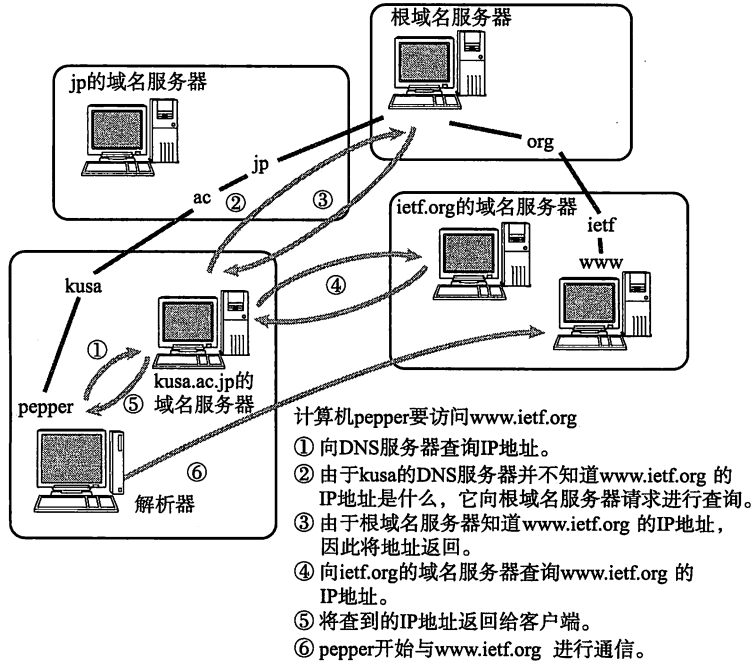 根域名服务器
jp的域名服务器
org
jp
ac
②
③
ietf.org的域名服务器
ietf
www
kusa
④
①
kusa.ac.jp的
域名服务器
⑤
pepper
⑥
解析器
计算机pepper要访问www.ietf.org
① 向DNS服务器查询IP地址。
② 由于kusa的DNS服务器并不知道www.ietf.org 的
IP地址是什么，它向根域名服务器请求进行查询。
③ 由于根域名服务器知道www.ietf.org 的IP地址，
因此将地址返回。
④ 向ietf.org的域名服务器查询www.ietf.org 的
IP地址。
⑤ 将查到的IP地址返回给客户端。
⑥ pepper开始与www.ietf.org 进行通信。